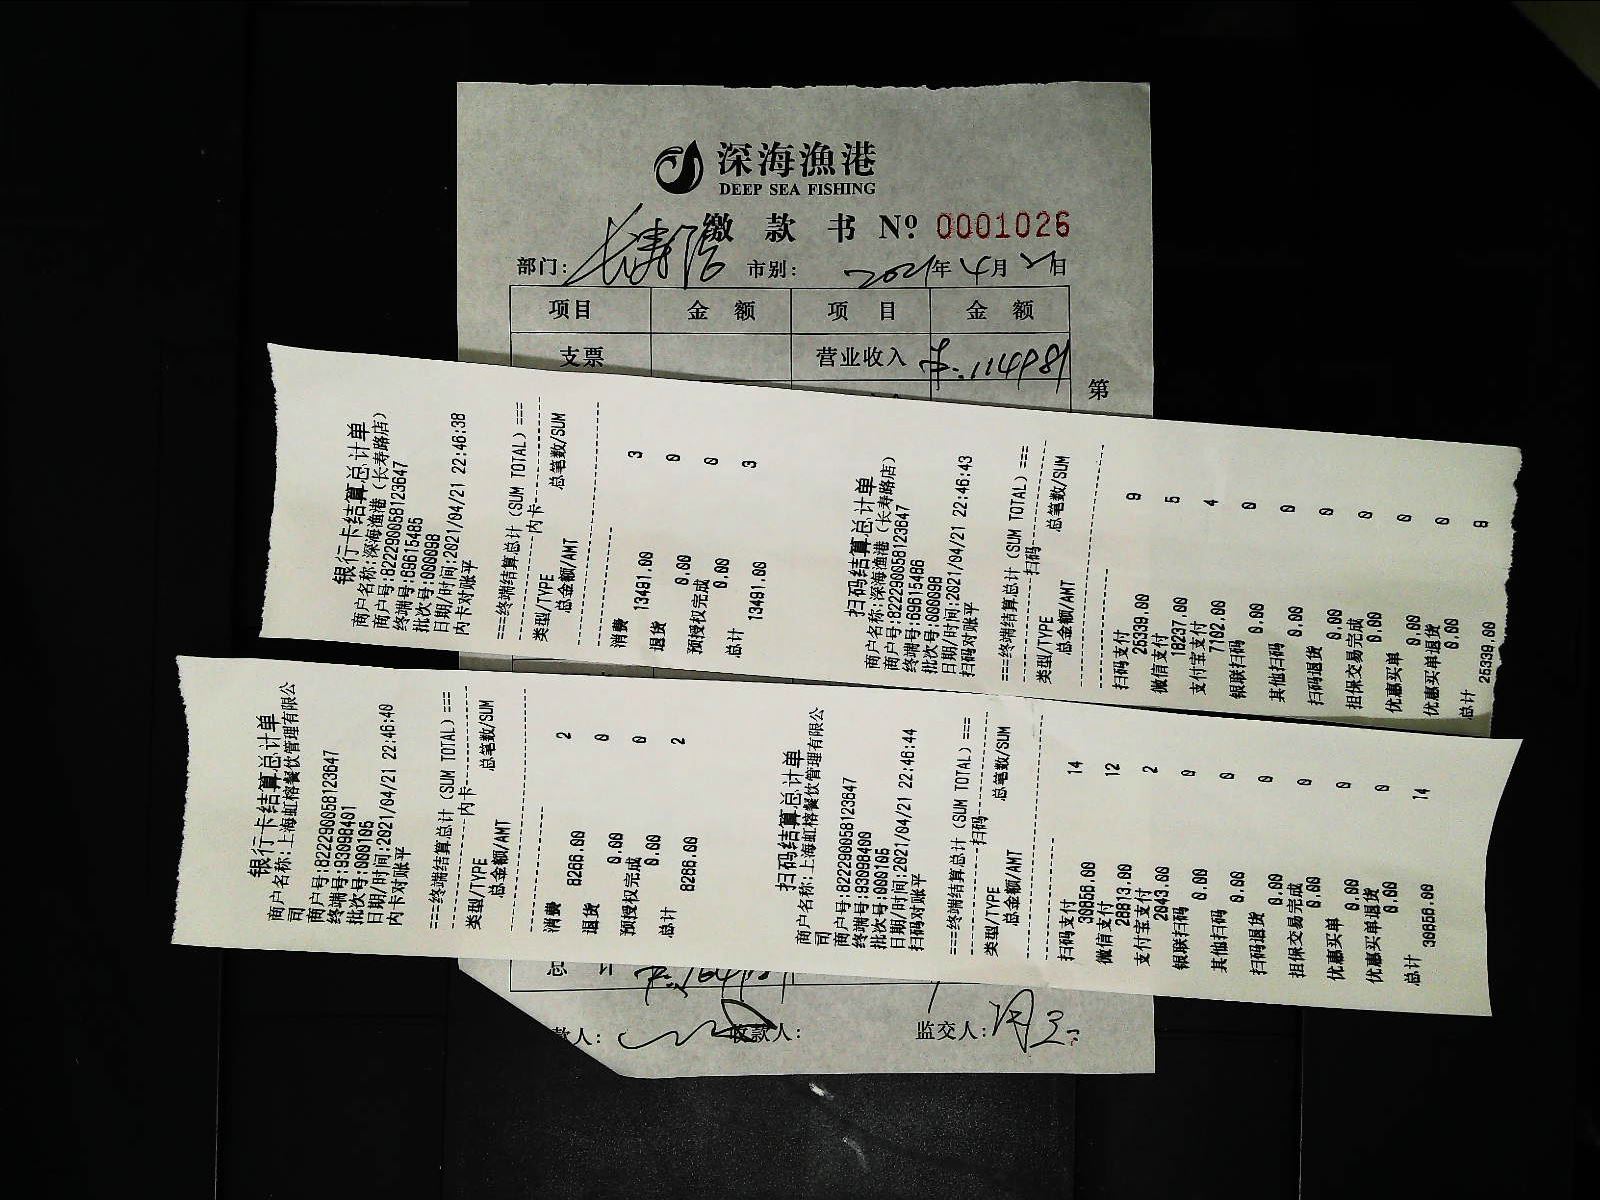 深海漁港
DEEP SEA FISHING
缴款书 Nº 0001026
部门: 长寿店 市别: 2021年4月21日
项目 金额 项目 金额
支票 营业收入
第
银行卡结算总计单
商户名称:深海渔港(长寿路店)
商户号:822290058123647
终端号:69615485
批次号:000098
日期/时间:2021/04/21 22:46:38
内卡对账平
===终端结算总计(SUM TOTAL)===
内卡
类型/TYPE 总笔数/SUM
总金额/AMT
消费 3
13491.00
退货 0
0.00
预授权完成 0
0.00
总计 3
13491.00
扫码结算总计单
商户名称:深海渔港(长寿路店)
商户号:822290058123647
终端号:69615486
批次号:000098
日期/时间:2021/04/21 22:46:43
扫码对账平
===终端结算总计(SUM TOTAL)===
扫码
类型/TYPE 总笔数/SUM
总金额/AMT
扫码支付 9
25339.00
微信支付 5
18237.00
支付宝支付 4
7102.00
银联扫码 0
0.00
其他扫码 0
0.00
扫码退货 0
0.00
担保交易完成 0
0.00
优惠买单 0
0.00
优惠买单退货 0
0.00
总计 9
25339.00
银行卡结算总计单
商户名称:上海虹榕餐饮管理有限公
司
商户号:822290058123647
终端号:93098401
批次号:000106
日期/时间:2021/04/21 22:46:40
内卡对账平
===终端结算总计(SUM TOTAL)===
内卡
类型/TYPE 总笔数/SUM
总金额/AMT
消费 2
8266.00
退货 0
0.00
预授权完成 0
0.00
总计 2
8266.00
扫码结算总计单
商户名称:上海虹榕餐饮管理有限公
司
商户号:822290058123647
终端号:93098400
批次号:000106
日期/时间:2021/04/21 22:46:44
扫码对账平
===终端结算总计(SUM TOTAL)===
扫码
类型/TYPE 总笔数/SUM
总金额/AMT
扫码支付 14
30856.00
微信支付 12
28813.00
支付宝支付 2
2043.00
银联扫码 0
0.00
其他扫码 0
0.00
扫码退货 0
0.00
担保交易完成 0
0.00
优惠买单 0
0.00
优惠买单退货 0
0.00
总计 14
30856.00
款人: 收款人: 监交人: